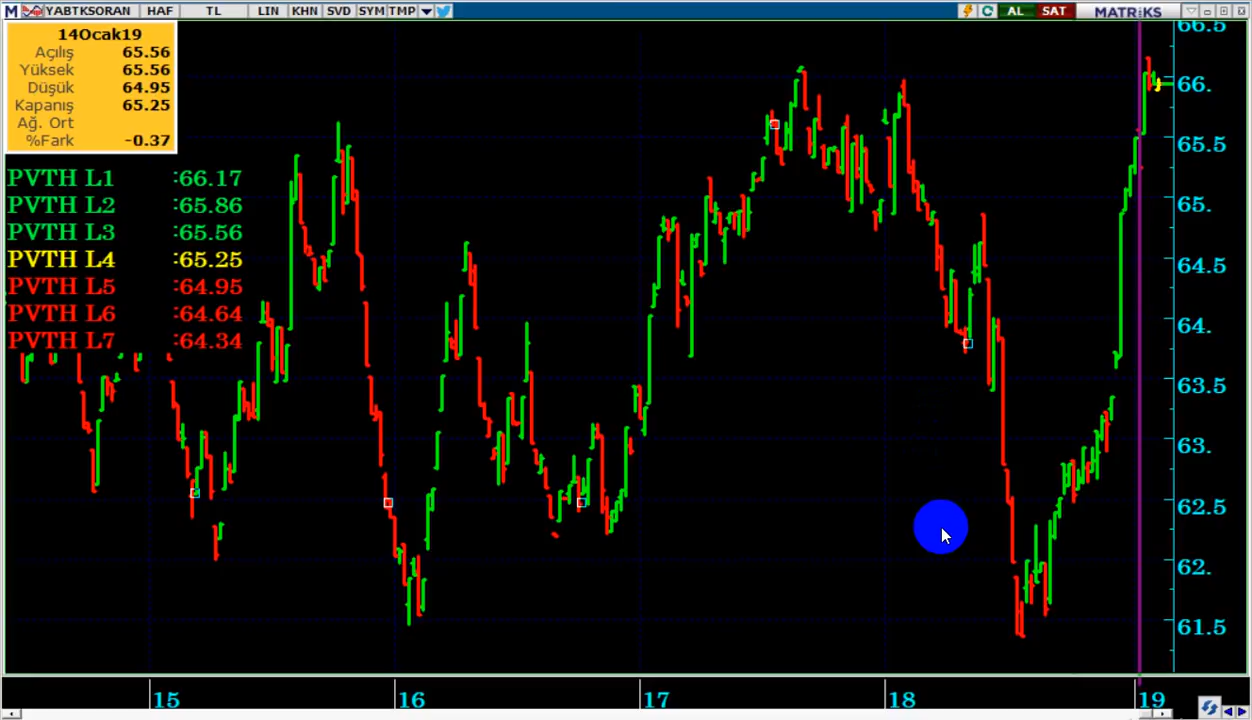 M YABTKSORAN HAF TL LIN KHN SVD SYM TMP AL SAT MATRiKS
14Ocak19
Açılış 65.56
Yüksek 65.56
Düşük 64.95
Kapanış 65.25
Ağ. Ort
%Fark -0.37
PVTH L1 :66.17
PVTH L2 :65.86
PVTH L3 :65.56
PVTH L4 :65.25
PVTH L5 :64.95
PVTH L6 :64.64
PVTH L7 :64.34
66.5
66.
65.5
65.
64.5
64.
63.5
63.
62.5
62.
61.5
15 16 17 18 19